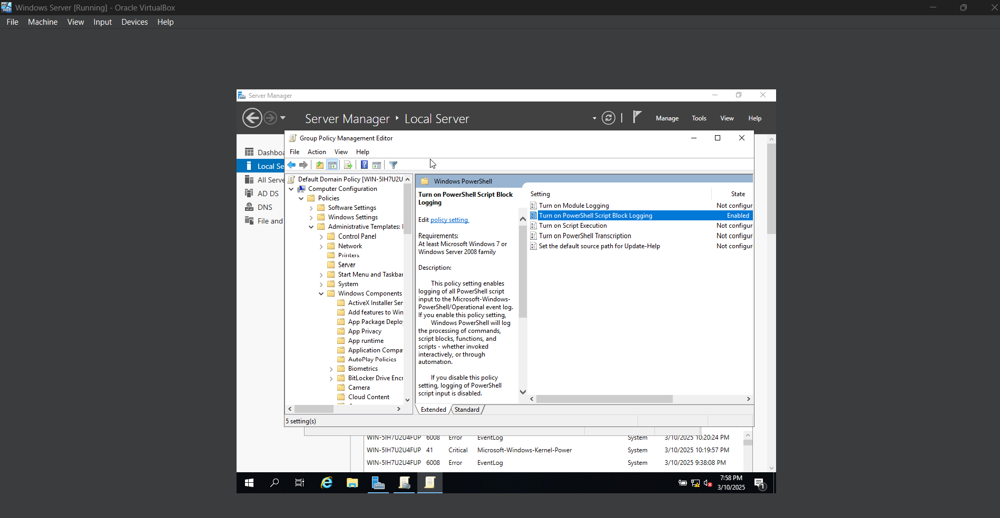 Windows Server [Running] - Oracle VirtualBox
File Machine View Input Devices Help
Server Manager
Server Manager Local Server
Manage Tools View Help
Dashboa
Local Se
All Serve
AD DS
DNS
File and
Group Policy Management Editor
File Action View Help
Default Domain Policy [WIN-5IH7U2U
Computer Configuration
Policies
Software Settings
Windows Settings
Administrative Templates:
Control Panel
Network
Printers
Server
Start Menu and Taskbar
System
Windows Components
ActiveX Installer Ser
Add features to Win
App Package Deplo
App Privacy
App runtime
Application Compa
AutoPlay Policies
Biometrics
BitLocker Drive Encr
Camera
Cloud Content
Windows PowerShell
Turn on PowerShell Script Block
Logging
Edit policy setting
Requirements:
At least Microsoft Windows 7 or
Windows Server 2008 family
Description:
This policy setting enables
logging of all PowerShell script
input to the Microsoft-Windows-
PowerShell/Operational event log.
If you enable this policy setting,
Windows PowerShell will log
the processing of commands,
script blocks, functions, and
scripts - whether invoked
interactively, or through
automation.
If you disable this policy
setting, logging of PowerShell
script input is disabled.
Setting State
Turn on Module Logging Not configur
Turn on PowerShell Script Block Logging Enabled
Turn on Script Execution Not configur
Turn on PowerShell Transcription Not configur
Set the default source path for Update-Help Not configur
Extended Standard
5 setting(s)
WIN-5IH7U2U4FUP 6008 Error EventLog System 3/10/2025 10:20:24 PM
WIN-5IH7U2U4FUP 41 Critical Microsoft-Windows-Kernel-Power System 3/10/2025 10:19:57 PM
WIN-5IH7U2U4FUP 6008 Error EventLog System 3/10/2025 9:38:08 PM
7:58 PM
3/10/2025
1